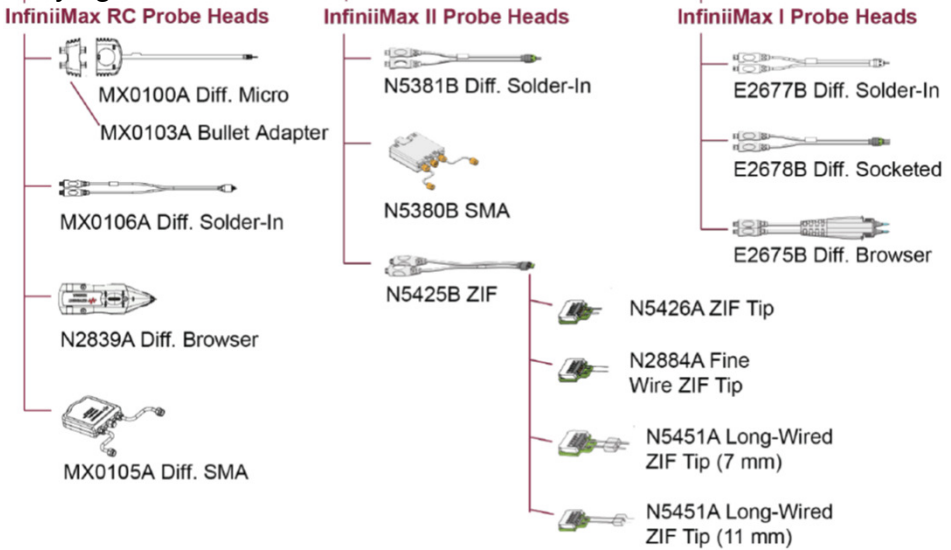 InfiniiMax RC Probe Heads
MX0100A Diff. Micro
MX0103A Bullet Adapter
MX0106A Diff. Solder-In
N2839A Diff. Browser
MX0105A Diff. SMA
InfiniiMax II Probe Heads
N5381B Diff. Solder-In
N5380B SMA
N5425B ZIF
N5426A ZIF Tip
N2884A Fine
Wire ZIF Tip
N5451A Long-Wired
ZIF Tip (7 mm)
N5451A Long-Wired
ZIF Tip (11 mm)
InfiniiMax I Probe Heads
E2677B Diff. Solder-In
E2678B Diff. Socketed
E2675B Diff. Browser